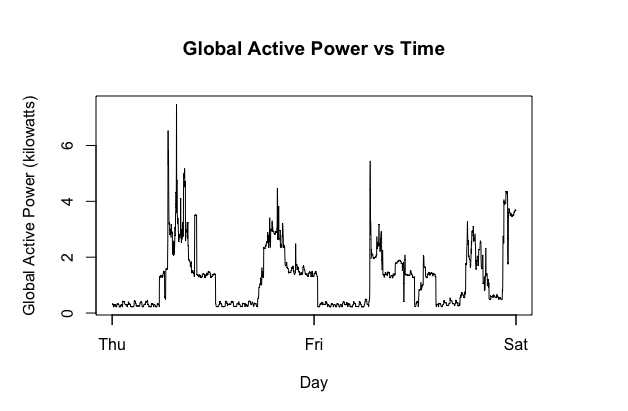 Global Active Power vs Time
Global Active Power (kilowatts)
6
4
2
0
Thu
Fri
Sat
Day